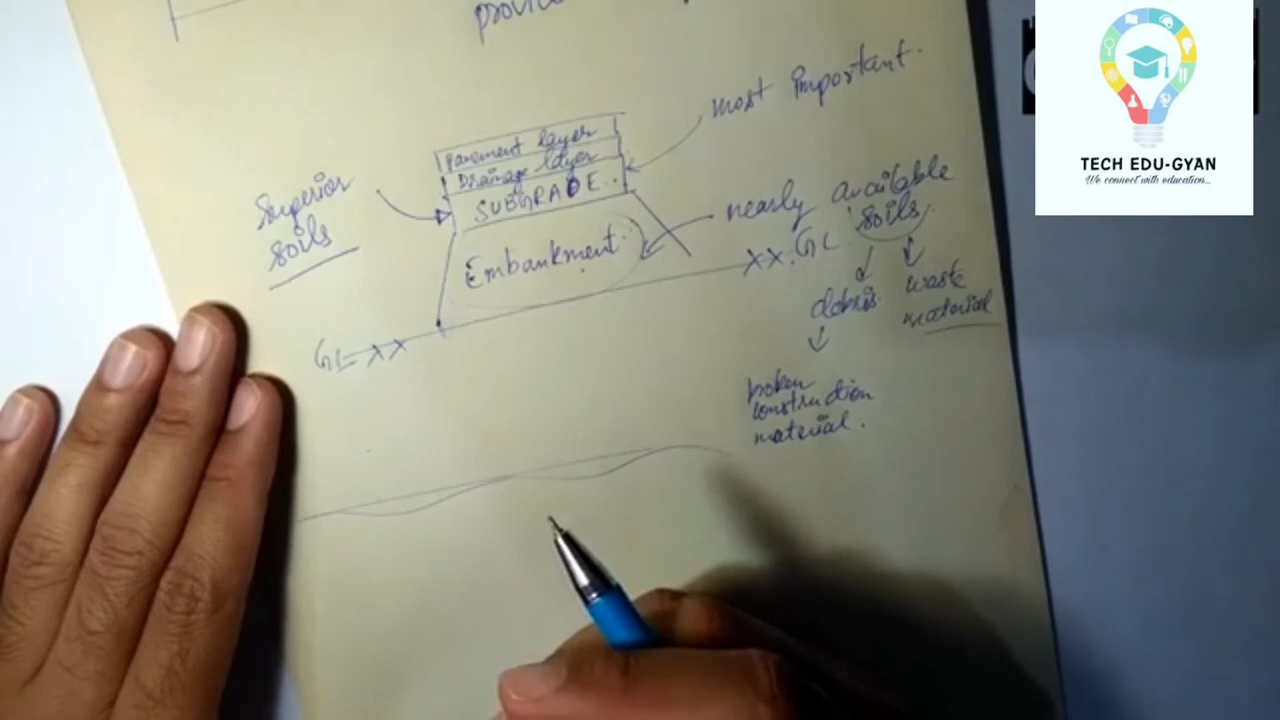 most important.
pavement layer
Drainage layer
SUBGRADE.
Superior
soils
Embankment
nearly available
soils.
XX.GL.
GL XX
debris
waste
material
broken
construction
material.
TECH EDU-GYAN
We connect with education...